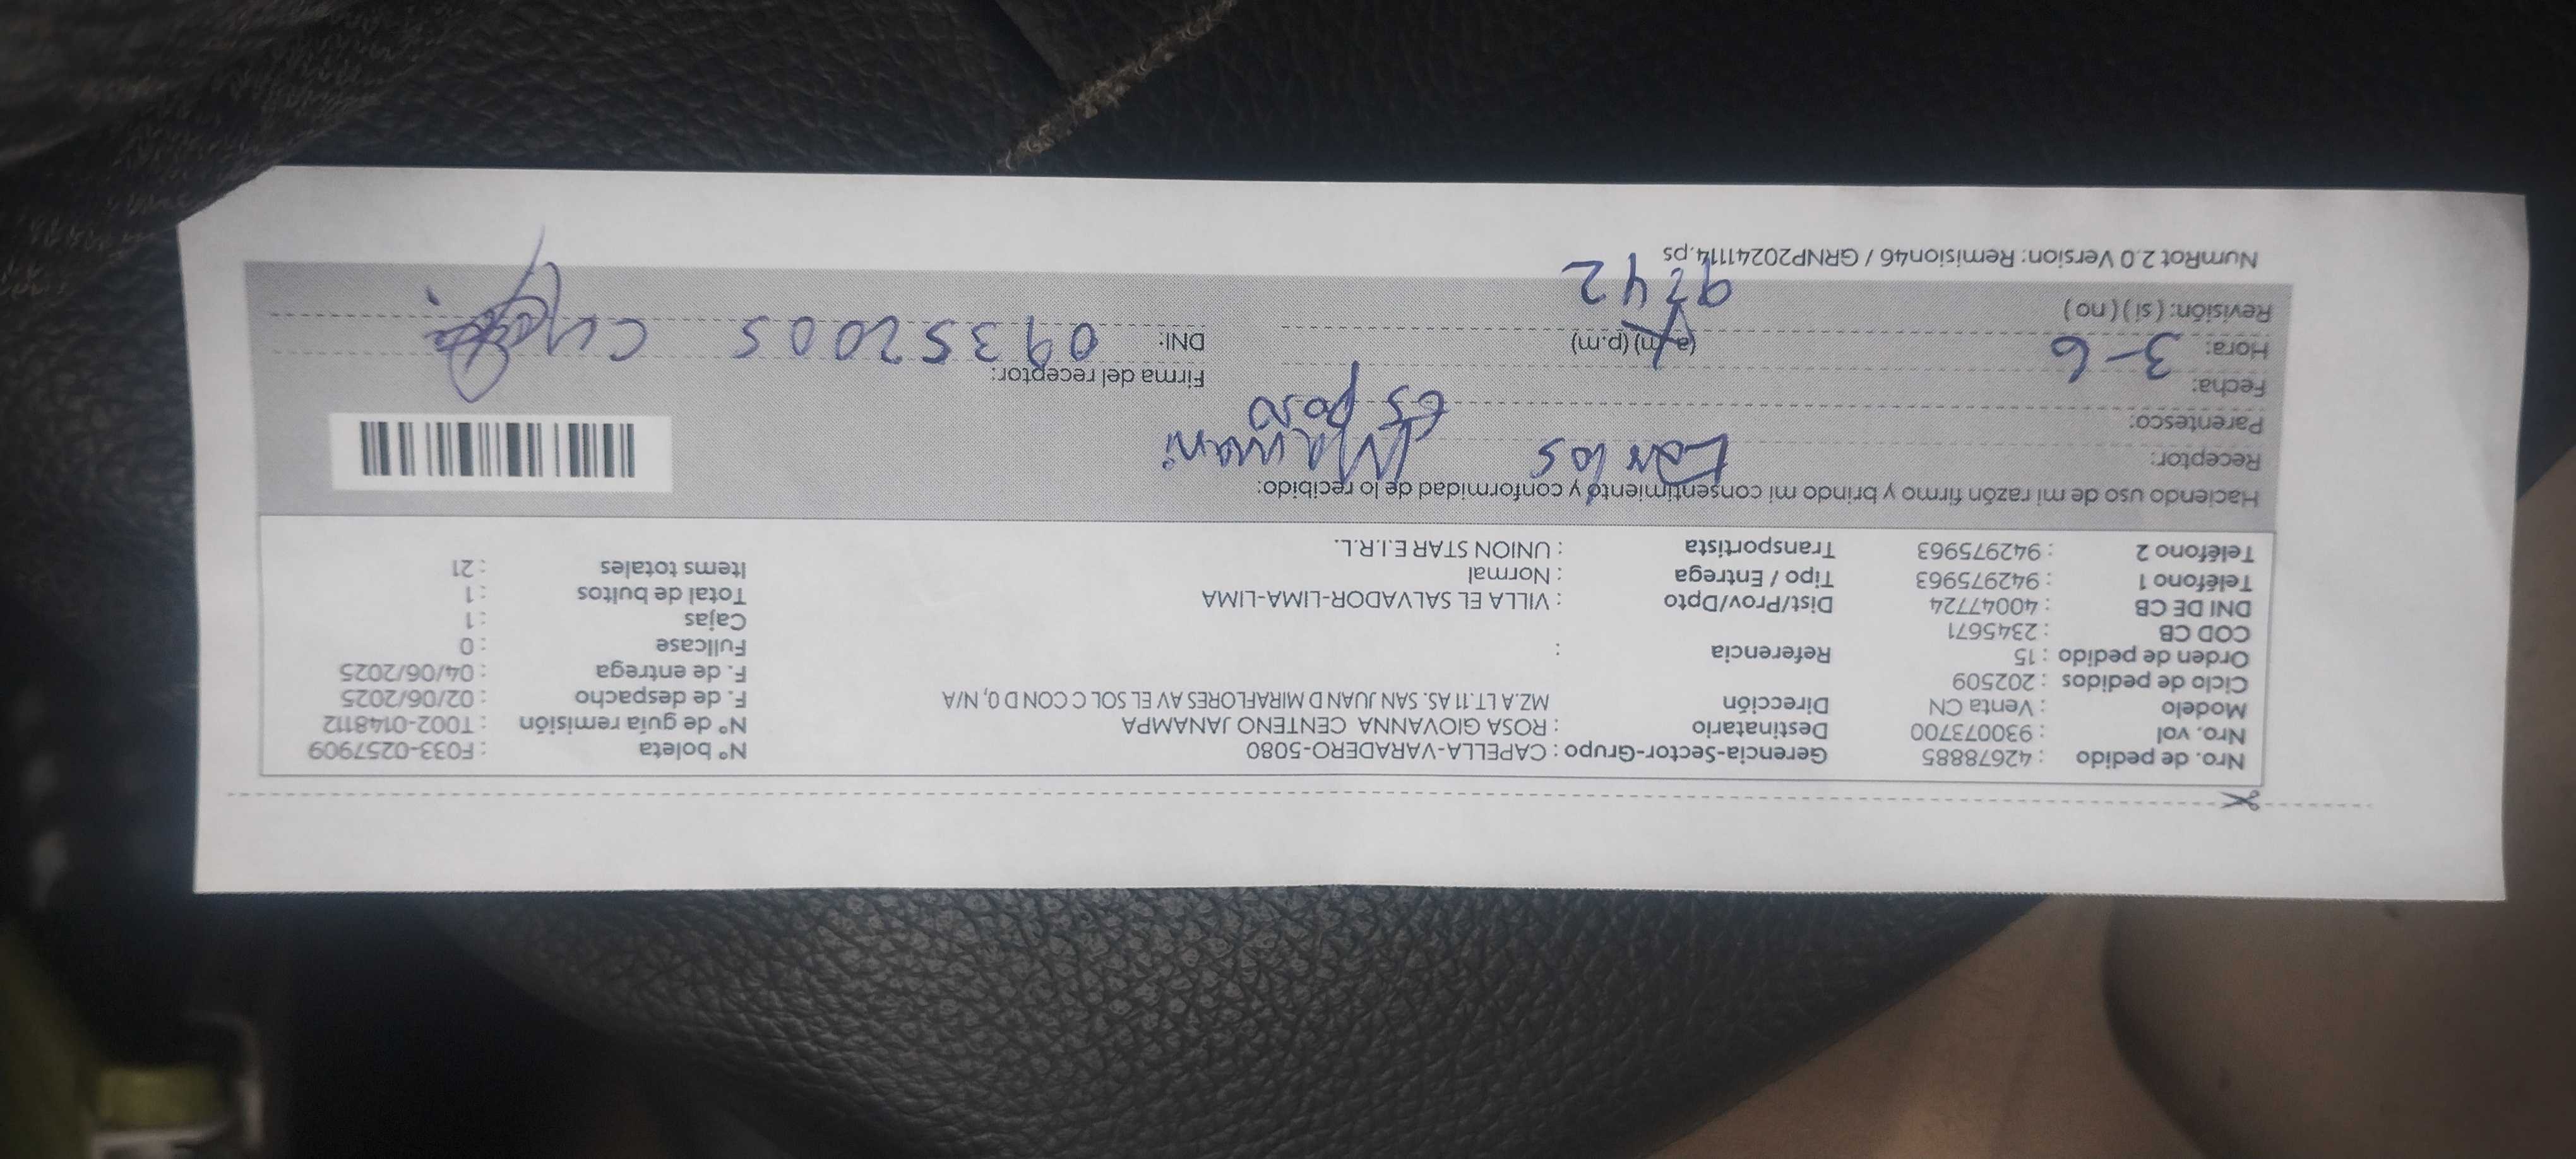 Nro. de pedido : 42678885 Gerencia-Sector-Grupo : CAPELLA-VARADERO-5080 N° boleta : F033-0257909
Nro. vol : 930073700 Destinatario : ROSA GIOVANNA CENTENO JANAMPA N° de guía remisión : T002-0148112
Modelo : Venta CN Dirección MZ.A LT.11 AS. SAN JUAN D MIRAFLORES AV EL SOL C CON D 0, N/A F. de despacho : 02/06/2025
Ciclo de pedidos : 202509 F. de entrega : 04/06/2025
Orden de pedido : 15 Referencia : Fullcase : 0
COD CB : 2345671 Cajas : 1
DNI DE CB : 40047724 Dist/Prov/Dpto : VILLA EL SALVADOR-LIMA-LIMA Total de bultos : 1
Teléfono 1 : 942975963 Tipo / Entrega : Normal Items totales : 21
Teléfono 2 : 942975963 Transportista : UNION STAR E.I.R.L.
Haciendo uso de mi razón firmo y brindo mi consentimiento y conformidad de lo recibido:
Receptor: Carlos Mamani
Parentesco: esposo
Fecha: 3-6 Firma del receptor:
Hora: (a.m) (p.m) 9:42 DNI: 09352005
Revisión: ( si ) ( no )
NumRot 2.0 Version: Remision46 / GRNP20241114.ps